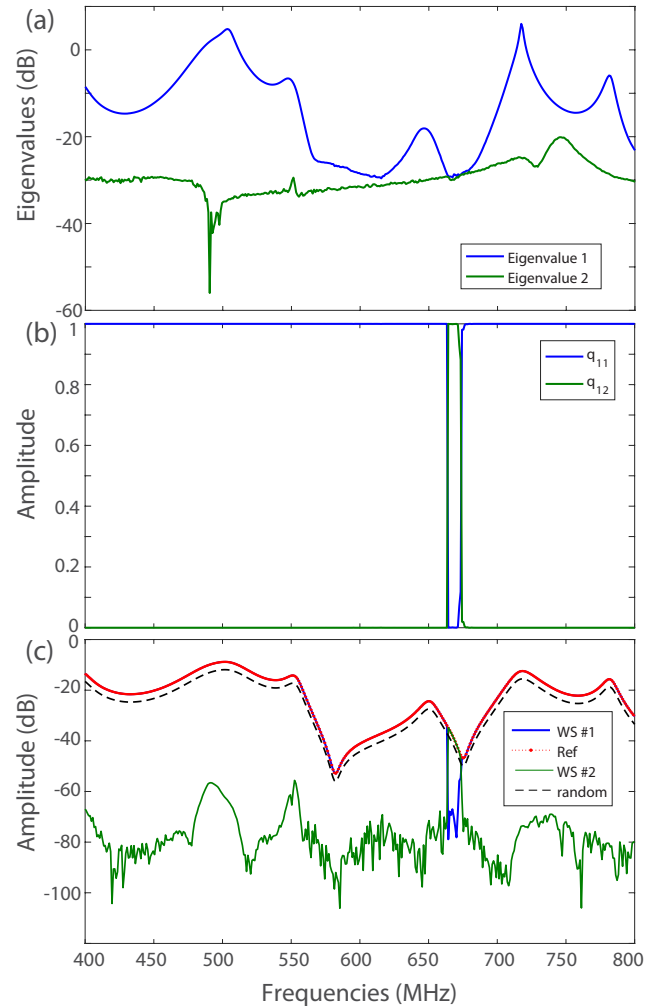 (a)
0
-20
-40
-60
Eigenvalues (dB)
Eigenvalue 1
Eigenvalue 2
(b)
1
0.8
0.6
0.4
0.2
0
Amplitude
q11
q12
(c)
0
-20
-40
-60
-80
-100
Amplitude (dB)
WS #1
Ref
WS #2
random
400 450 500 550 600 650 700 750 800
Frequencies (MHz)